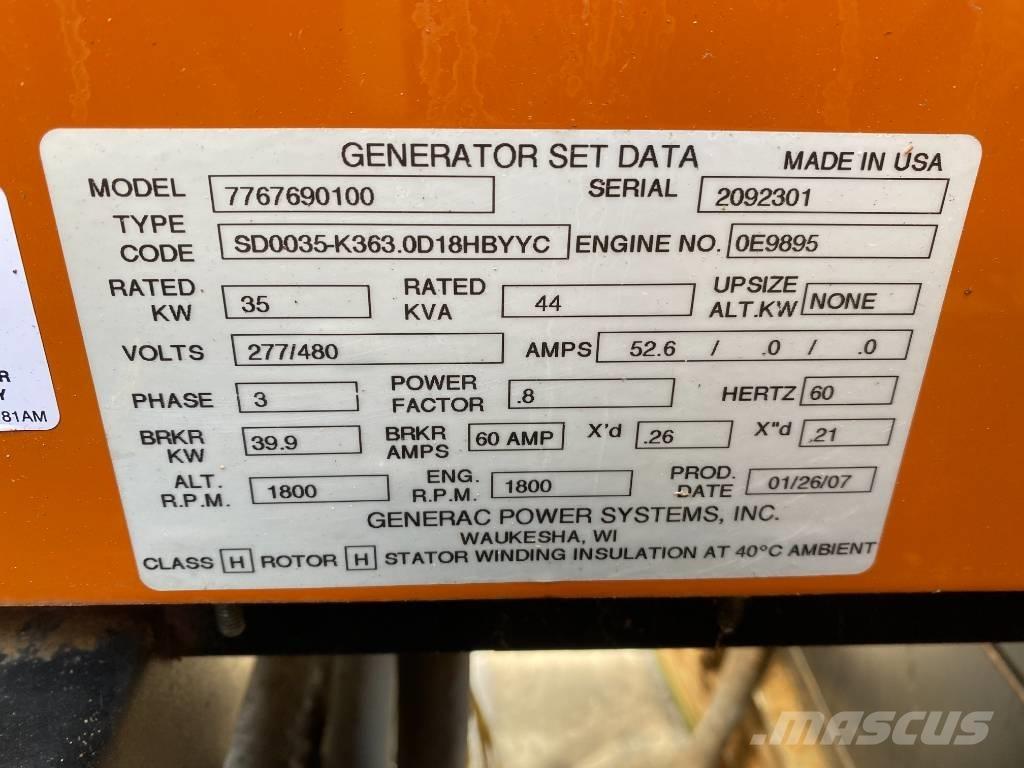 GENERATOR SET DATA MADE IN USA
MODEL 7767690100 SERIAL 2092301
TYPE CODE SD0035-K363.0D18HBYYC ENGINE NO. 0E9895
RATED KW 35 RATED KVA 44 UPSIZE ALT.KW NONE
VOLTS 277/480 AMPS 52.6 / .0 / .0
PHASE 3 POWER FACTOR .8 HERTZ 60
BRKR KW 39.9 BRKR AMPS 60 AMP X'd .26 X"d .21
ALT. R.P.M. 1800 ENG. R.P.M. 1800 PROD. DATE 01/26/07
GENERAC POWER SYSTEMS, INC.
WAUKESHA, WI
CLASS H ROTOR H STATOR WINDING INSULATION AT 40°C AMBIENT
R
Y
81AM
MASCUS